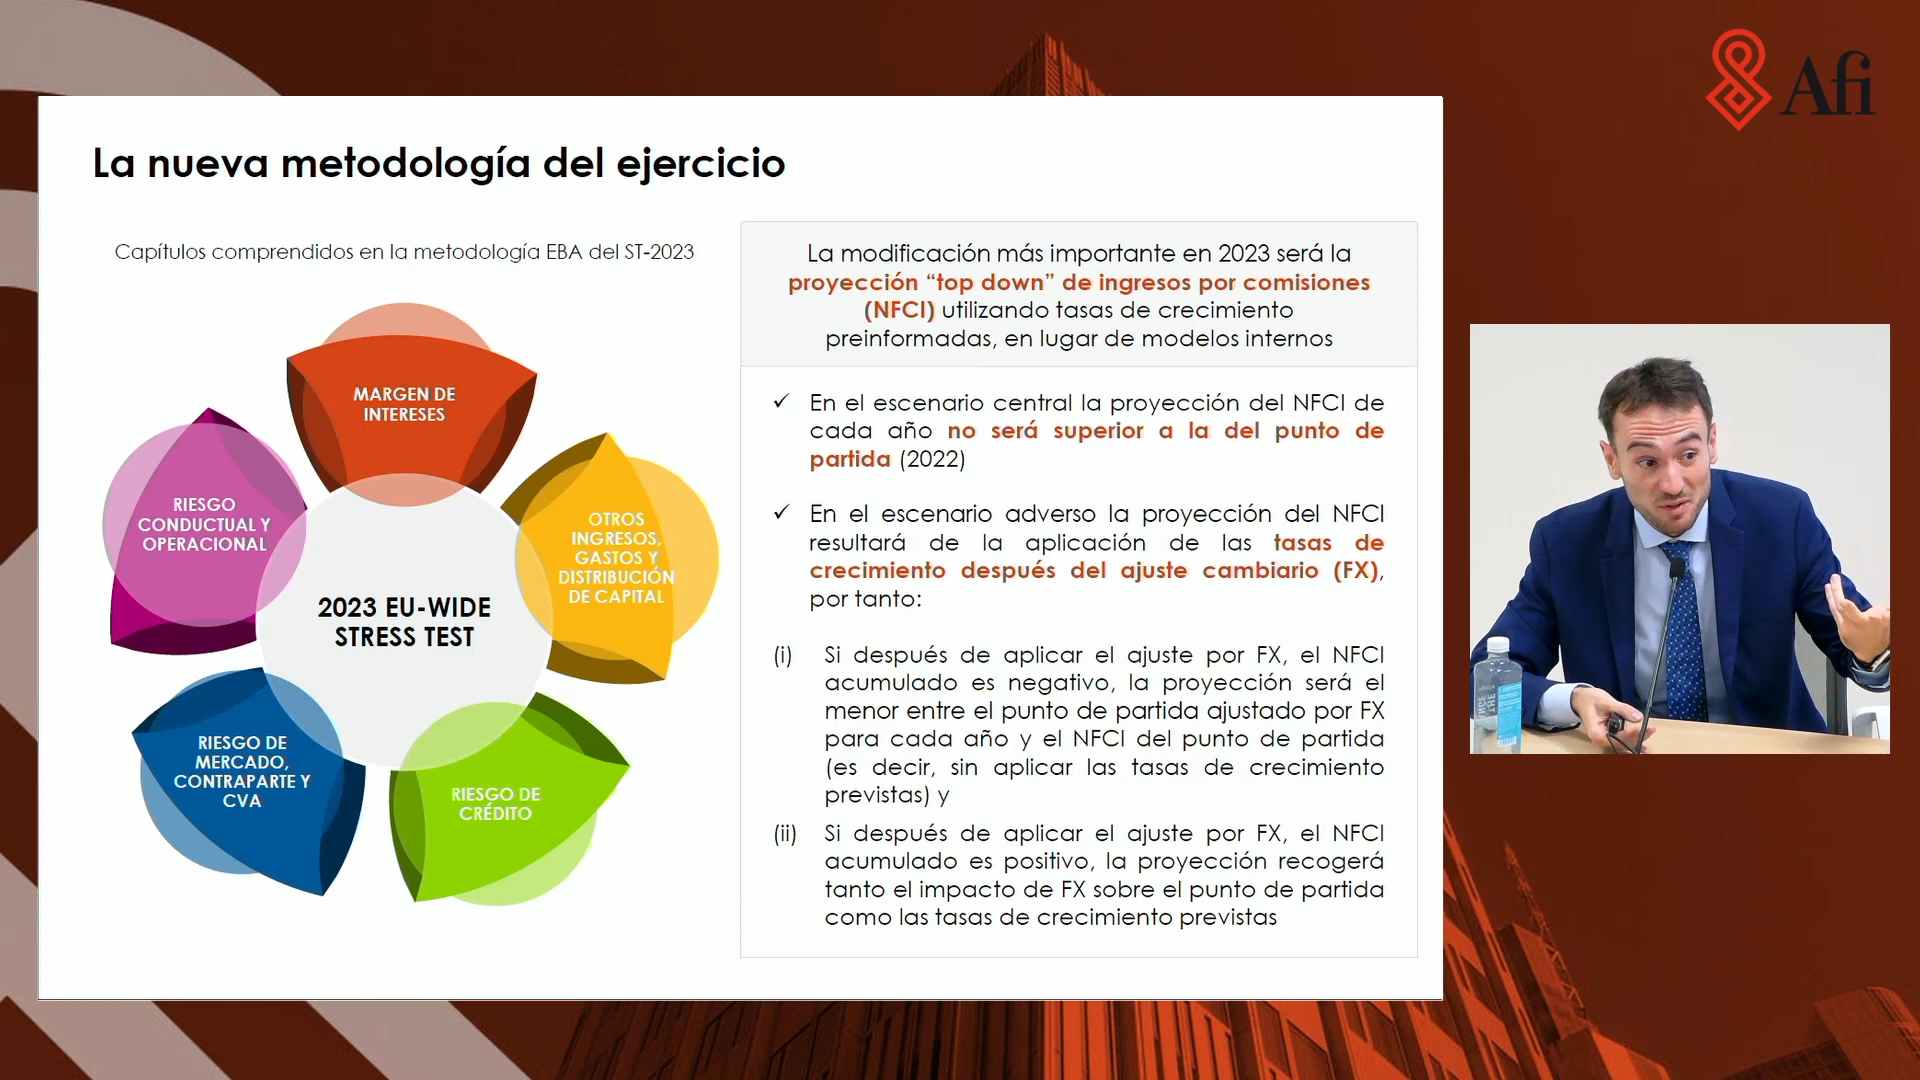 Afi
La nueva metodología del ejercicio
Capítulos comprendidos en la metodología EBA del ST-2023
MARGEN DE
INTERESES
OTROS
INGRESOS,
GASTOS Y
DISTRIBUCIÓN
DE CAPITAL
RIESGO DE
CRÉDITO
RIESGO DE
MERCADO,
CONTRAPARTE Y
CVA
RIESGO
CONDUCTUAL Y
OPERACIONAL
2023 EU-WIDE
STRESS TEST
La modificación más importante en 2023 será la
proyección “top down” de ingresos por comisiones
(NFCI) utilizando tasas de crecimiento
preinformadas, en lugar de modelos internos
✓ En el escenario central la proyección del NFCI de
cada año no será superior a la del punto de
partida (2022)
✓ En el escenario adverso la proyección del NFCI
resultará de la aplicación de las tasas de
crecimiento después del ajuste cambiario (FX),
por tanto:
(i) Si después de aplicar el ajuste por FX, el NFCI
acumulado es negativo, la proyección será el
menor entre el punto de partida ajustado por FX
para cada año y el NFCI del punto de partida
(es decir, sin aplicar las tasas de crecimiento
previstas) y
(ii) Si después de aplicar el ajuste por FX, el NFCI
acumulado es positivo, la proyección recogerá
tanto el impacto de FX sobre el punto de partida
como las tasas de crecimiento previstas